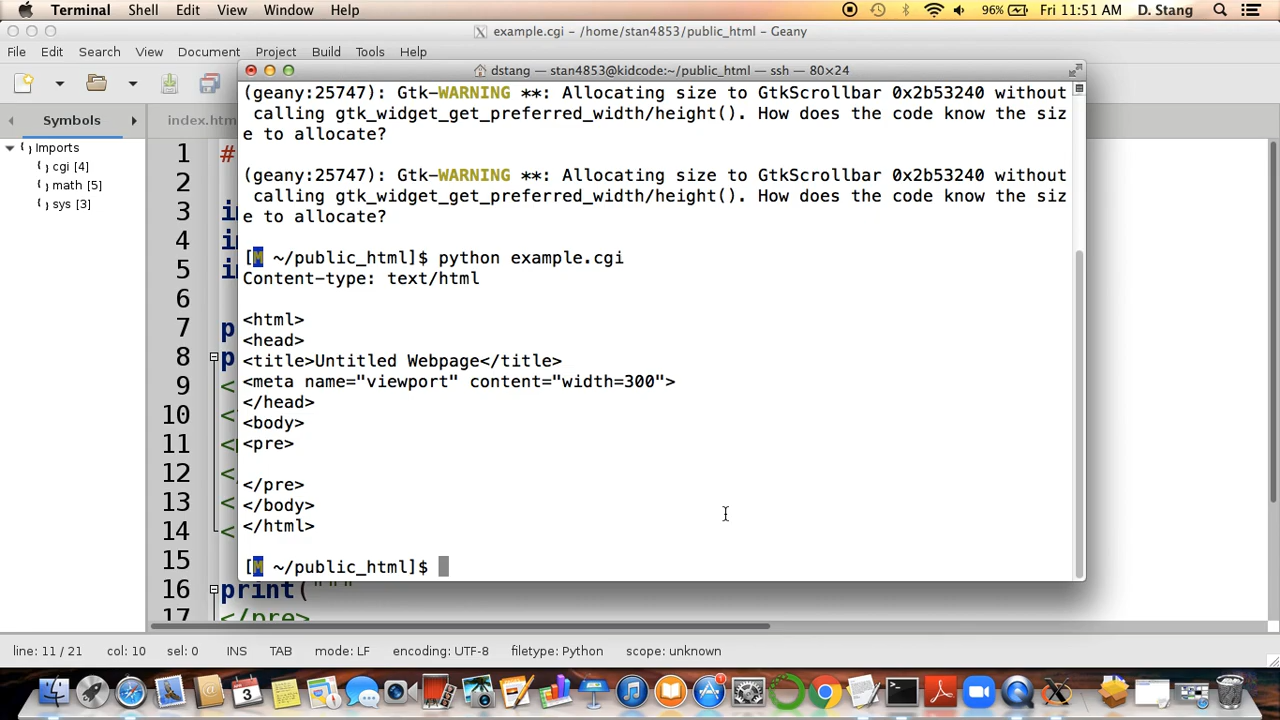 Terminal Shell Edit View Window Help 96% Fri 11:51 AM D. Stang
example.cgi – /home/stan4853/public_html – Geany
File Edit Search View Document Project Build Tools Help
dstang — stan4853@kidcode:~/public_html — ssh — 80×24
Symbols
index.htm
Imports
cgi [4]
math [5]
sys [3]
1 #
2
3
4
5
6
7 p
8 p
9 <
10 <
11 <
12 <
13 <
14 <
15
16 print("""
17 </pre>
(geany:25747): Gtk-WARNING **: Allocating size to GtkScrollbar 0x2b53240 without
calling gtk_widget_get_preferred_width/height(). How does the code know the siz
e to allocate?
(geany:25747): Gtk-WARNING **: Allocating size to GtkScrollbar 0x2b53240 without
calling gtk_widget_get_preferred_width/height(). How does the code know the siz
e to allocate?
[M ~/public_html]$ python example.cgi
Content-type: text/html
<html>
<head>
<title>Untitled Webpage</title>
<meta name="viewport" content="width=300">
</head>
<body>
<pre>
</pre>
</body>
</html>
[M ~/public_html]$
line: 11 / 21 col: 10 sel: 0 INS TAB mode: LF encoding: UTF-8 filetype: Python scope: unknown
3
1